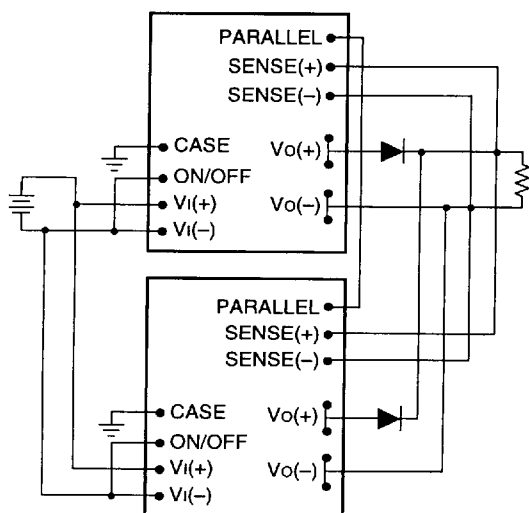 PARALLEL
SENSE(+)
SENSE(–)
CASE
VO(+)
ON/OFF
VI(+)
VO(–)
VI(–)
PARALLEL
SENSE(+)
SENSE(–)
CASE
VO(+)
ON/OFF
VI(+)
VO(–)
VI(–)